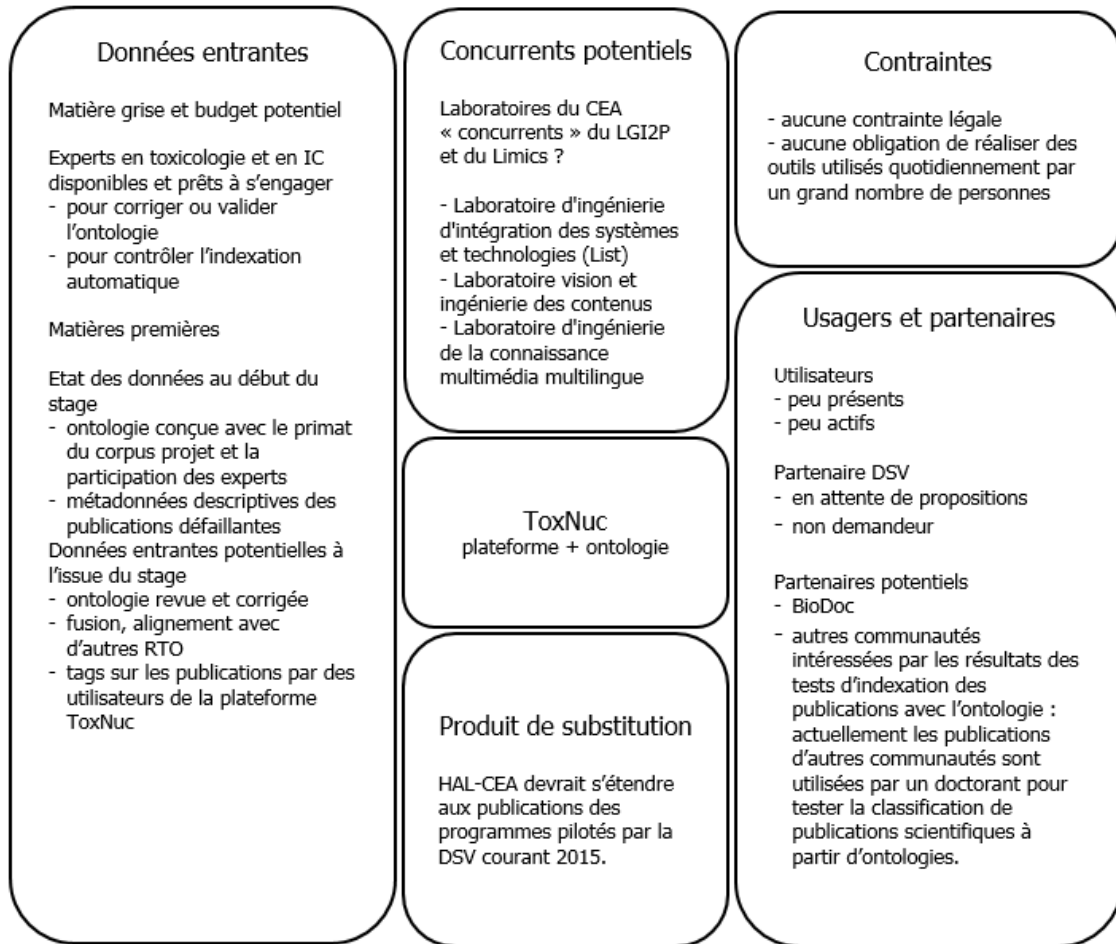 Données entrantes
Matière grise et budget potentiel
Experts en toxicologie et en IC
disponibles et prêts à s'engager
- pour corriger ou valider
l'ontologie
- pour contrôler l'indexation
automatique
Matières premières
Etat des données au début du
stage
- ontologie conçue avec le primat
du corpus projet et la
participation des experts
- métadonnées descriptives des
publications défaillantes
Données entrantes potentielles à
l'issue du stage
- ontologie revue et corrigée
- fusion, alignement avec
d'autres RTO
- tags sur les publications par des
utilisateurs de la plateforme
ToxNuc
Concurrents potentiels
Laboratoires du CEA
« concurrents » du LGI2P
et du Limics ?
- Laboratoire d'ingénierie
d'intégration des systèmes
et technologies (List)
- Laboratoire vision et
ingénierie des contenus
- Laboratoire d'ingénierie
de la connaissance
multimédia multilingue
ToxNuc
plateforme + ontologie
Produit de substitution
HAL-CEA devrait s'étendre
aux publications des
programmes pilotés par la
DSV courant 2015.
Contraintes
- aucune contrainte légale
- aucune obligation de réaliser des
outils utilisés quotidiennement par
un grand nombre de personnes
Usagers et partenaires
Utilisateurs
- peu présents
- peu actifs
Partenaire DSV
- en attente de propositions
- non demandeur
Partenaires potentiels
- BioDoc
- autres communautés
intéressées par les résultats des
tests d'indexation des
publications avec l'ontologie :
actuellement les publications
d'autres communautés sont
utilisées par un doctorant pour
tester la classification de
publications scientifiques à
partir d'ontologies.